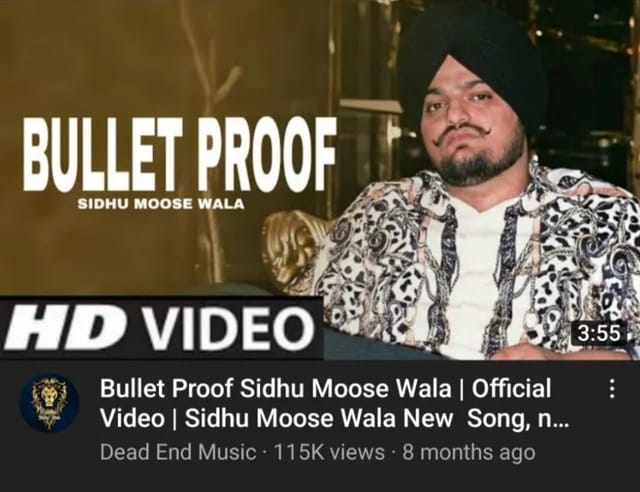 BULLET PROOF
SIDHU MOOSE WALA
HD VIDEO
3:55
Bullet Proof Sidhu Moose Wala | Official
Video | Sidhu Moose Wala New Song, n...
Dead End Music · 115K views · 8 months ago